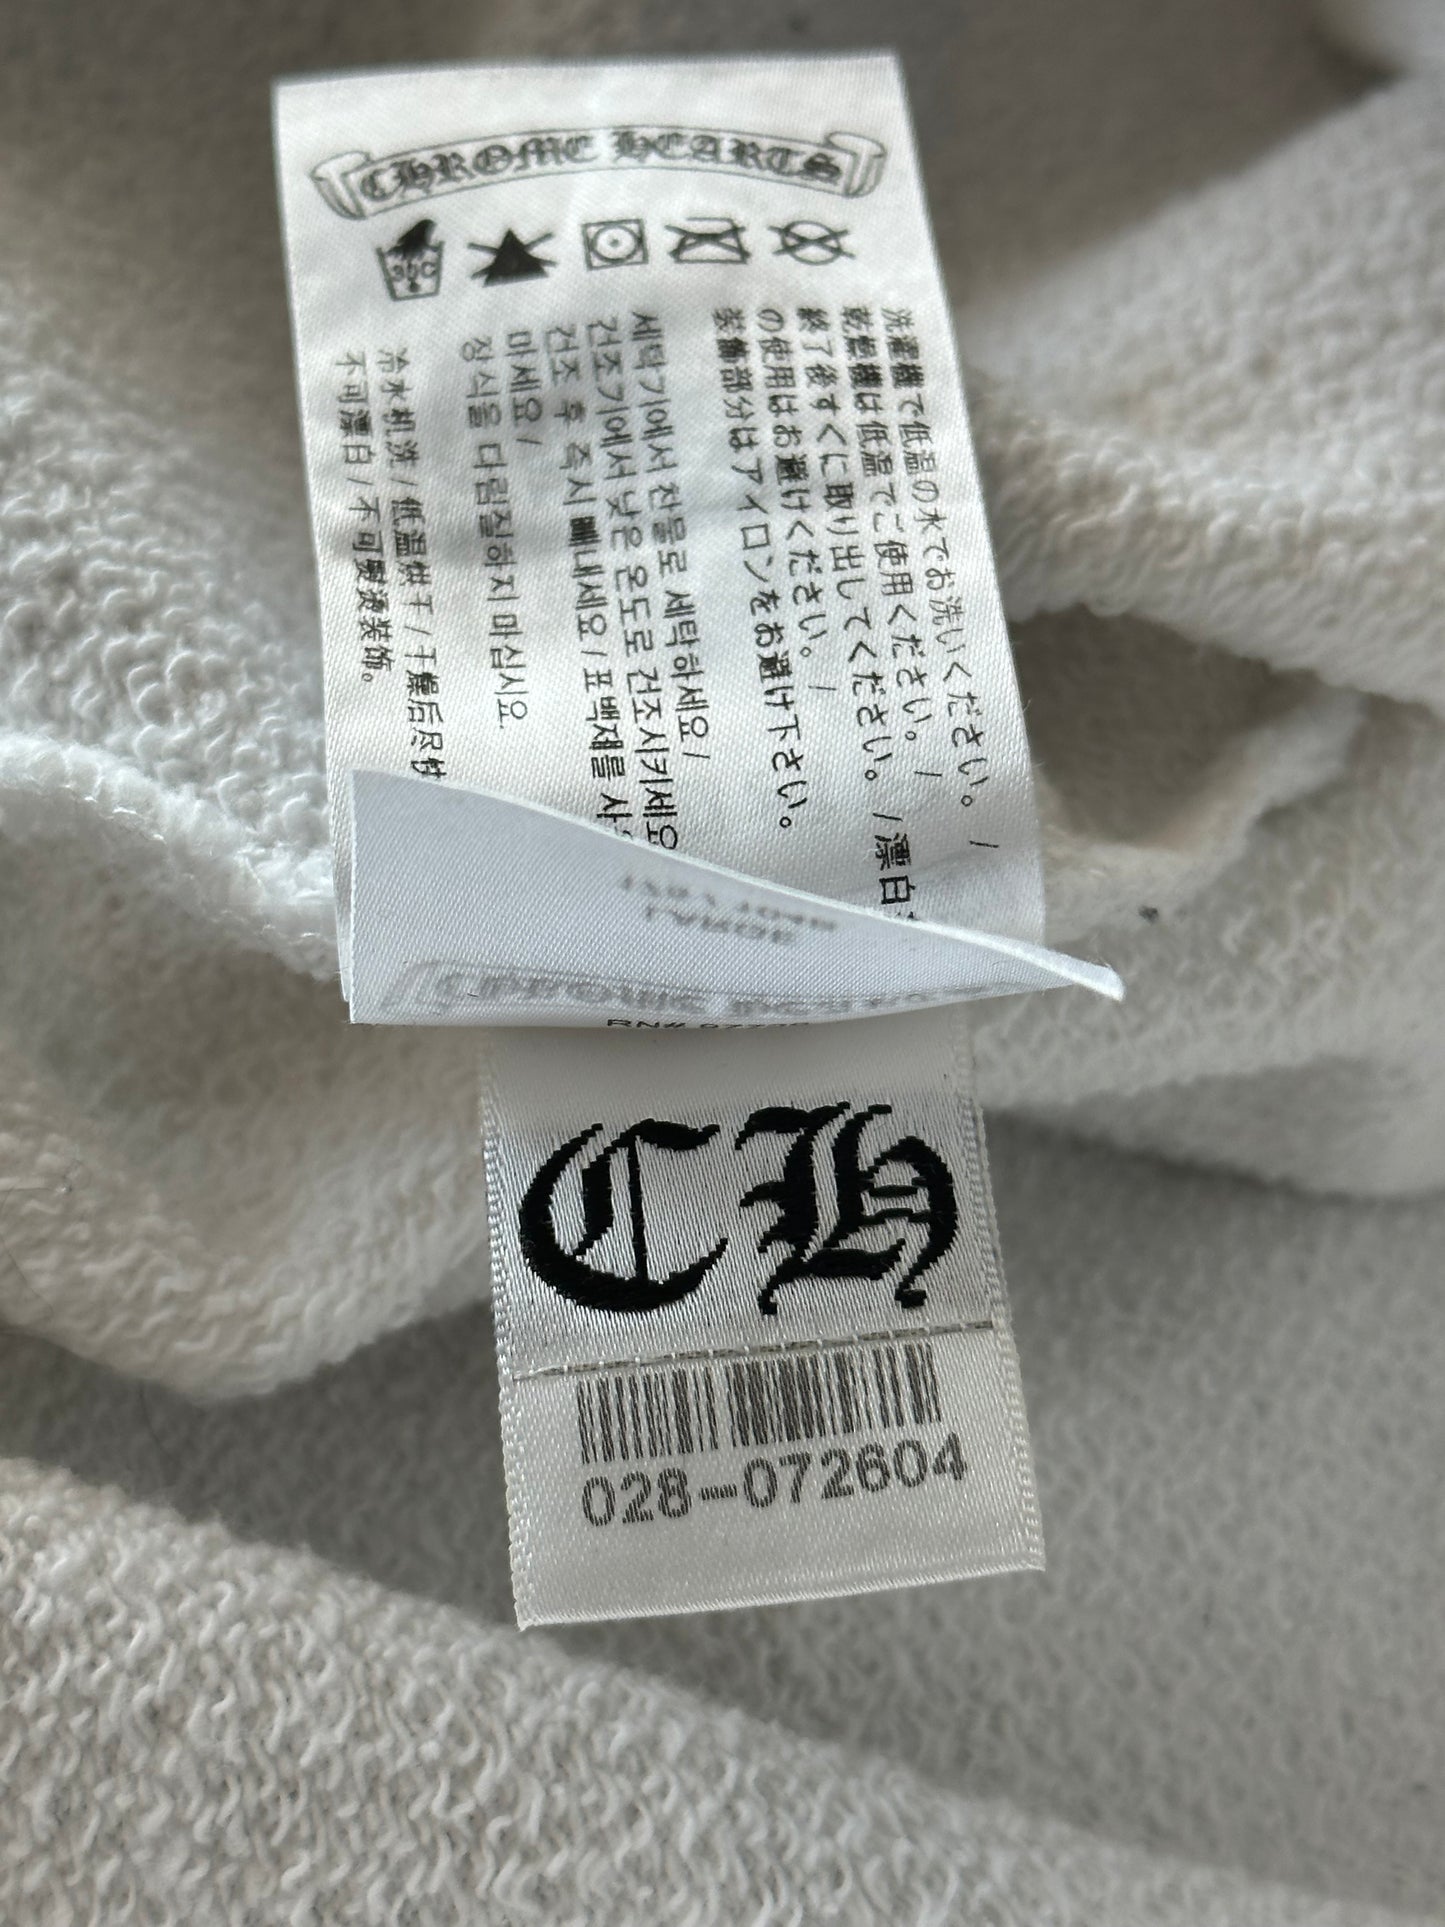 CHROME HEARTS
30C
洗濯機で低温の水でお洗いください。 /
乾燥機は低温でご使用ください。 /
終了後すぐに取り出してください。 / 漂白
の使用はお避けください。 /
装飾部分はアイロンをお避け下さい。
세탁기에서 찬물로 세탁하세요/
건조기에서 낮은 온도로 건조시키세요
건조 후 즉시 빼내세요 / 표백제를
마세요 /
장식을 다림질하지 마십시오.
冷水机洗 / 低温烘干 / 干燥后尽快
不可漂白 / 不可熨烫装饰。
CH
028-072604